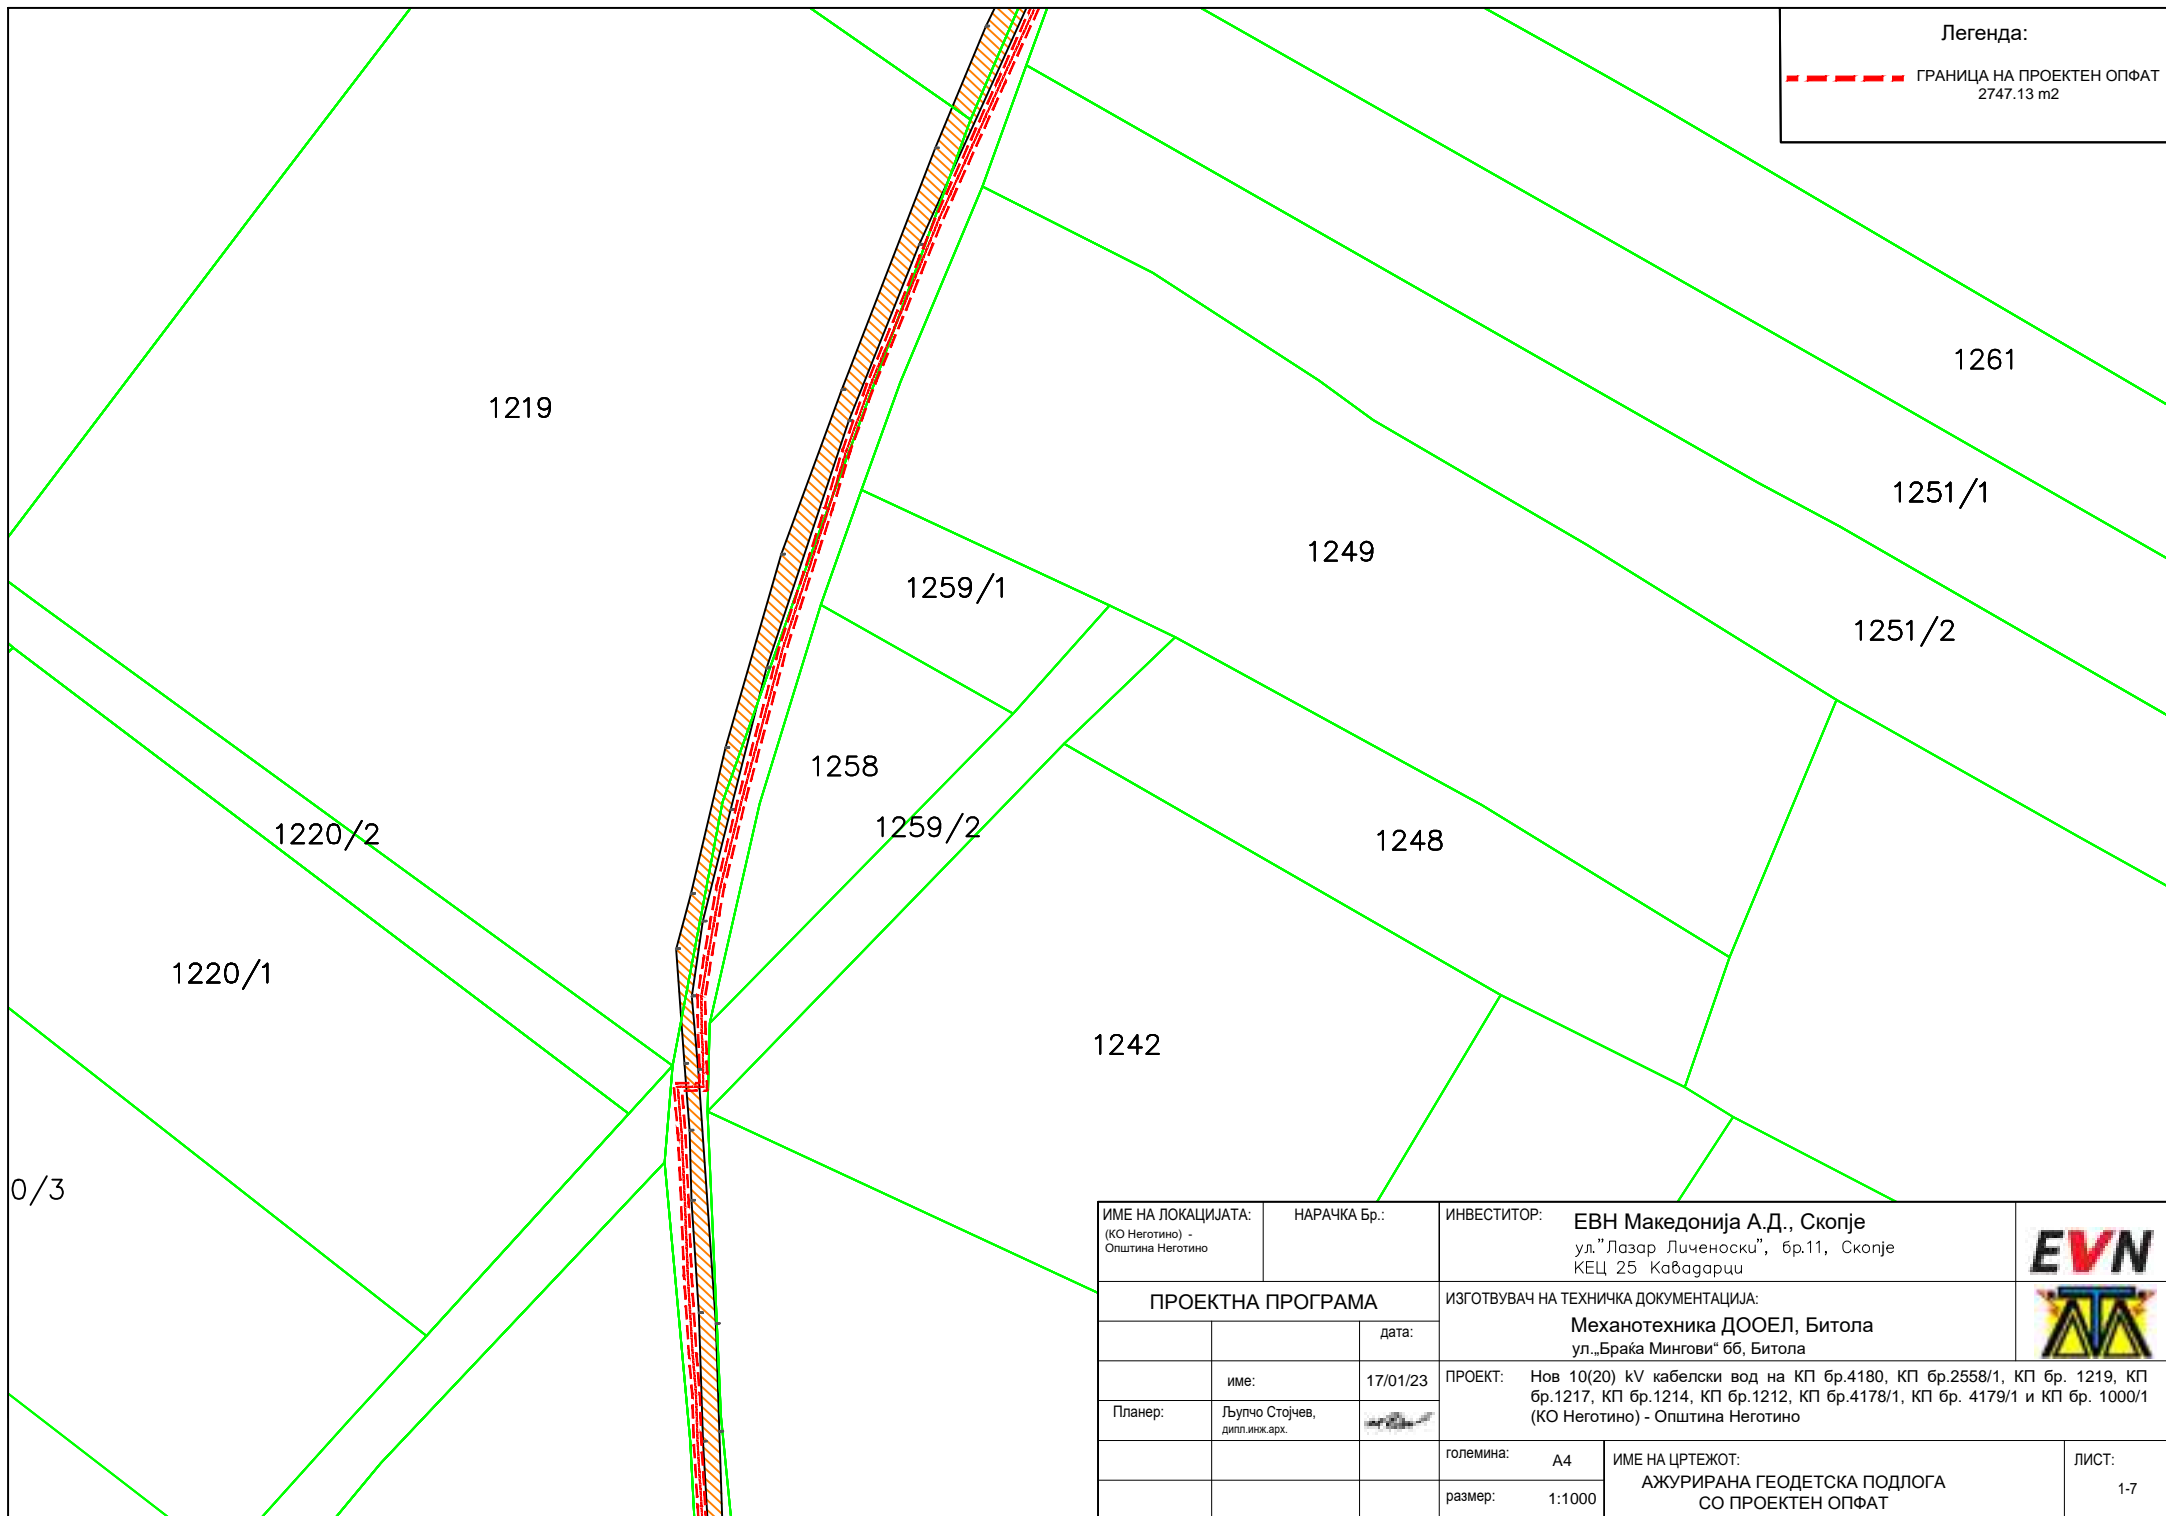 Легенда:
ГРАНИЦА НА ПРОЕКТЕН ОПФАТ
2747.13 m2
1261
1219
1251/1
1249
1259/1
1251/2
1258
1259/2
1220/2
1248
1220/1
1242
0/3
ИМЕ НА ЛОКАЦИЈАТА:
(КО Неготино) -
Општина Неготино
НАРАЧКА Бр.:
ИНВЕСТИТОР:
ЕВН Македонија А.Д., Скопје
ул."Лазар Личеноски", бр.11, Скопје
КЕЦ 25 Кавадарци
EVN
ПРОЕКТНА ПРОГРАМА
ИЗГОТВУВАЧ НА ТЕХНИЧКА ДОКУМЕНТАЦИЈА:
Механотехника ДООЕЛ, Битола
ул.„Браќа Мингови“ бб, Битола
дата:
име:
17/01/23
ПРОЕКТ:
Нов 10(20) kV кабелски вод на КП бр.4180, КП бр.2558/1, КП бр. 1219, КП
бр.1217, КП бр.1214, КП бр.1212, КП бр.4178/1, КП бр. 4179/1 и КП бр. 1000/1
(КО Неготино) - Општина Неготино
Планер:
Љупчо Стојчев,
дипл.инж.арх.
големина:
А4
размер:
1:1000
ИМЕ НА ЦРТЕЖОТ:
АЖУРИРАНА ГЕОДЕТСКА ПОДЛОГА
СО ПРОЕКТЕН ОПФАТ
ЛИСТ:
1-7